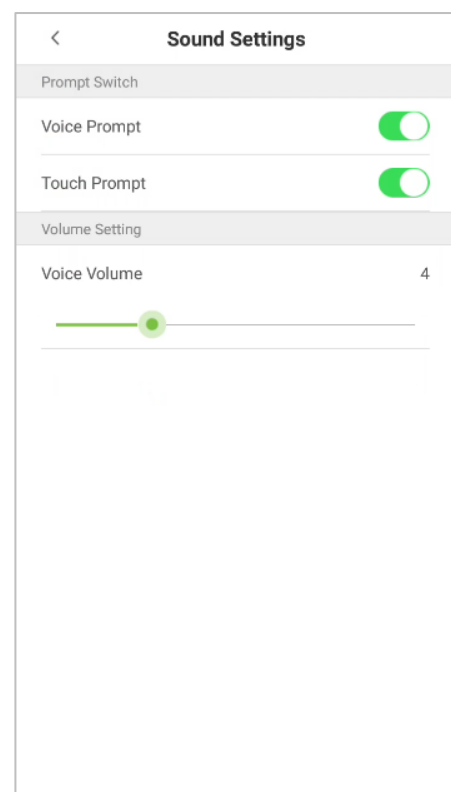 Sound Settings
Prompt Switch
Voice Prompt
Touch Prompt
Volume Setting
Voice Volume 4